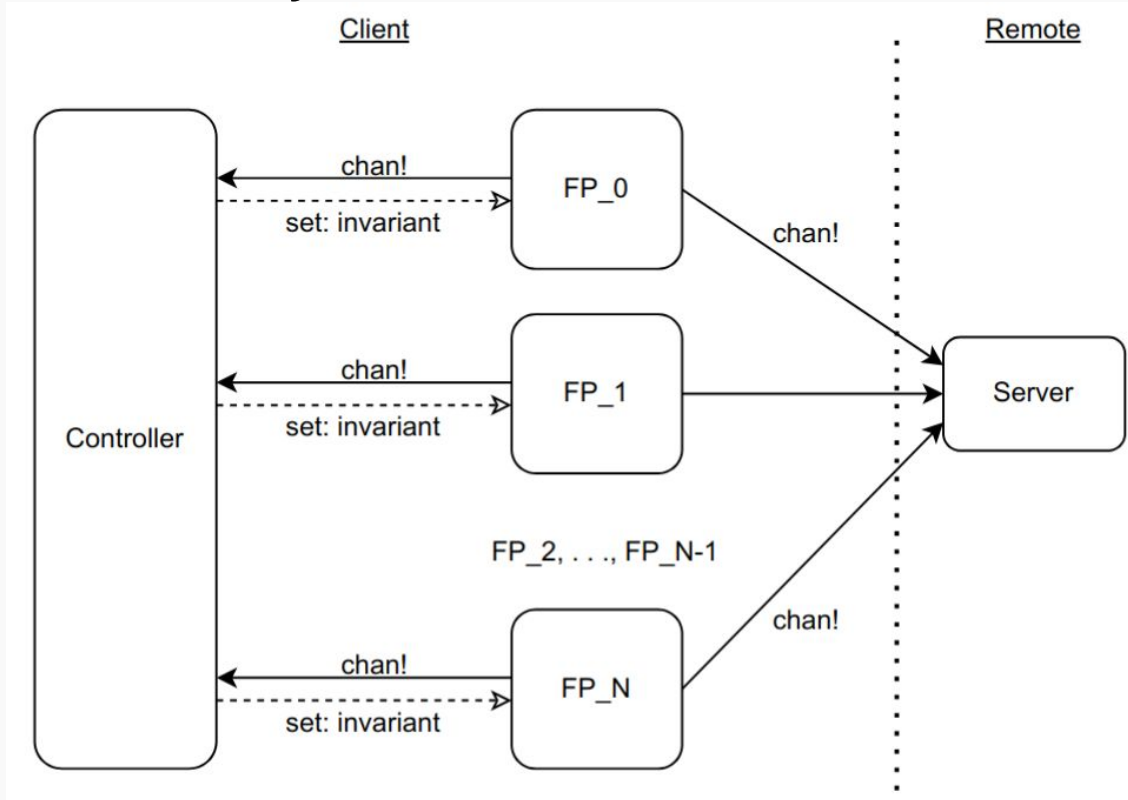 Client
Remote
chan!
set: invariant
FP_0
chan!
chan!
set: invariant
FP_1
Controller
Server
FP_2, . . ., FP_N-1
chan!
chan!
set: invariant
FP_N